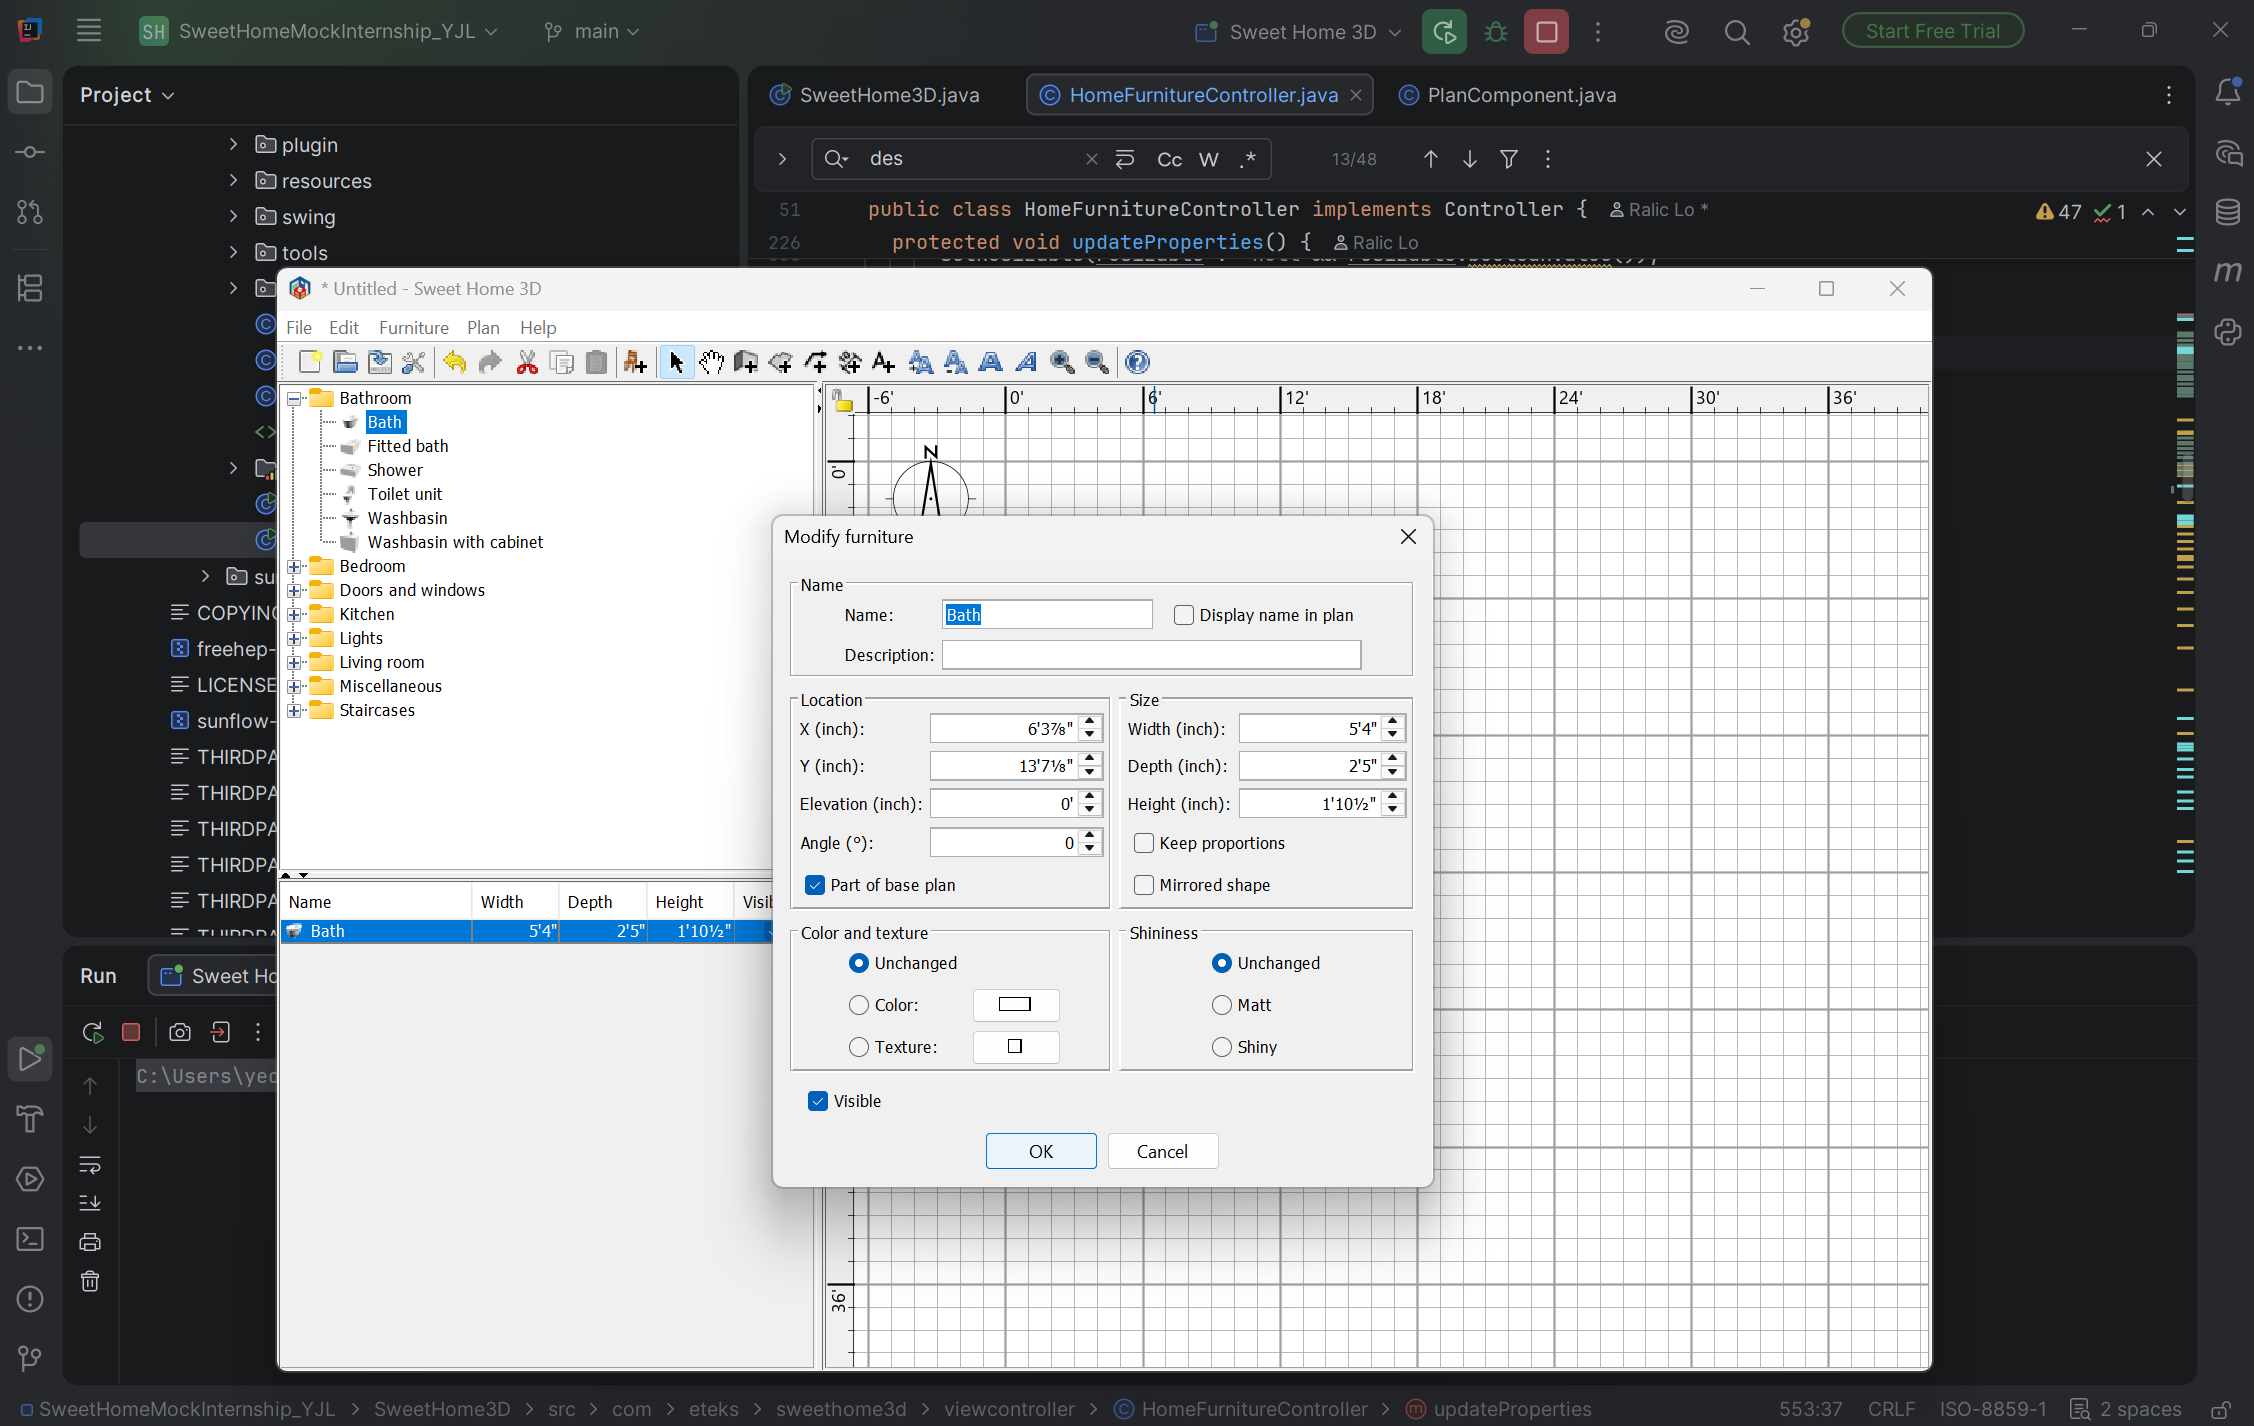 SH SweetHomeMockInternship_YJL main Sweet Home 3D Start Free Trial
Project
plugin
resources
swing
tools
su
COPYING
freehep-
LICENSE
sunflow-
THIRDPA
THIRDPA
THIRDPA
THIRDPA
THIRDPA
THIRDPA
SweetHome3D.java HomeFurnitureController.java PlanComponent.java
des Cc W .* 13/48
51 public class HomeFurnitureController implements Controller { Ralic Lo *
226 protected void updateProperties() { Ralic Lo
47 1
* Untitled - Sweet Home 3D
File Edit Furniture Plan Help
Bathroom
Bath
Fitted bath
Shower
Toilet unit
Washbasin
Washbasin with cabinet
Bedroom
Doors and windows
Kitchen
Lights
Living room
Miscellaneous
Staircases
-6' 0' 6' 12' 18' 24' 30' 36'
0'
N
36'
Name Width Depth Height Visib
Bath 5'4" 2'5" 1'10½"
Modify furniture
Name
Name: Bath Display name in plan
Description:
Location
X (inch): 6'3⅞"
Y (inch): 13'7⅛"
Elevation (inch): 0'
Angle (º): 0
Part of base plan
Size
Width (inch): 5'4"
Depth (inch): 2'5"
Height (inch): 1'10½"
Keep proportions
Mirrored shape
Color and texture
Unchanged
Color:
Texture:
Shininess
Unchanged
Matt
Shiny
Visible
OK Cancel
Run Sweet Ho
C:\Users\yeo
SweetHomeMockInternship_YJL > SweetHome3D > src > com > eteks > sweethome3d > viewcontroller > HomeFurnitureController > updateProperties 553:37 CRLF ISO-8859-1 2 spaces